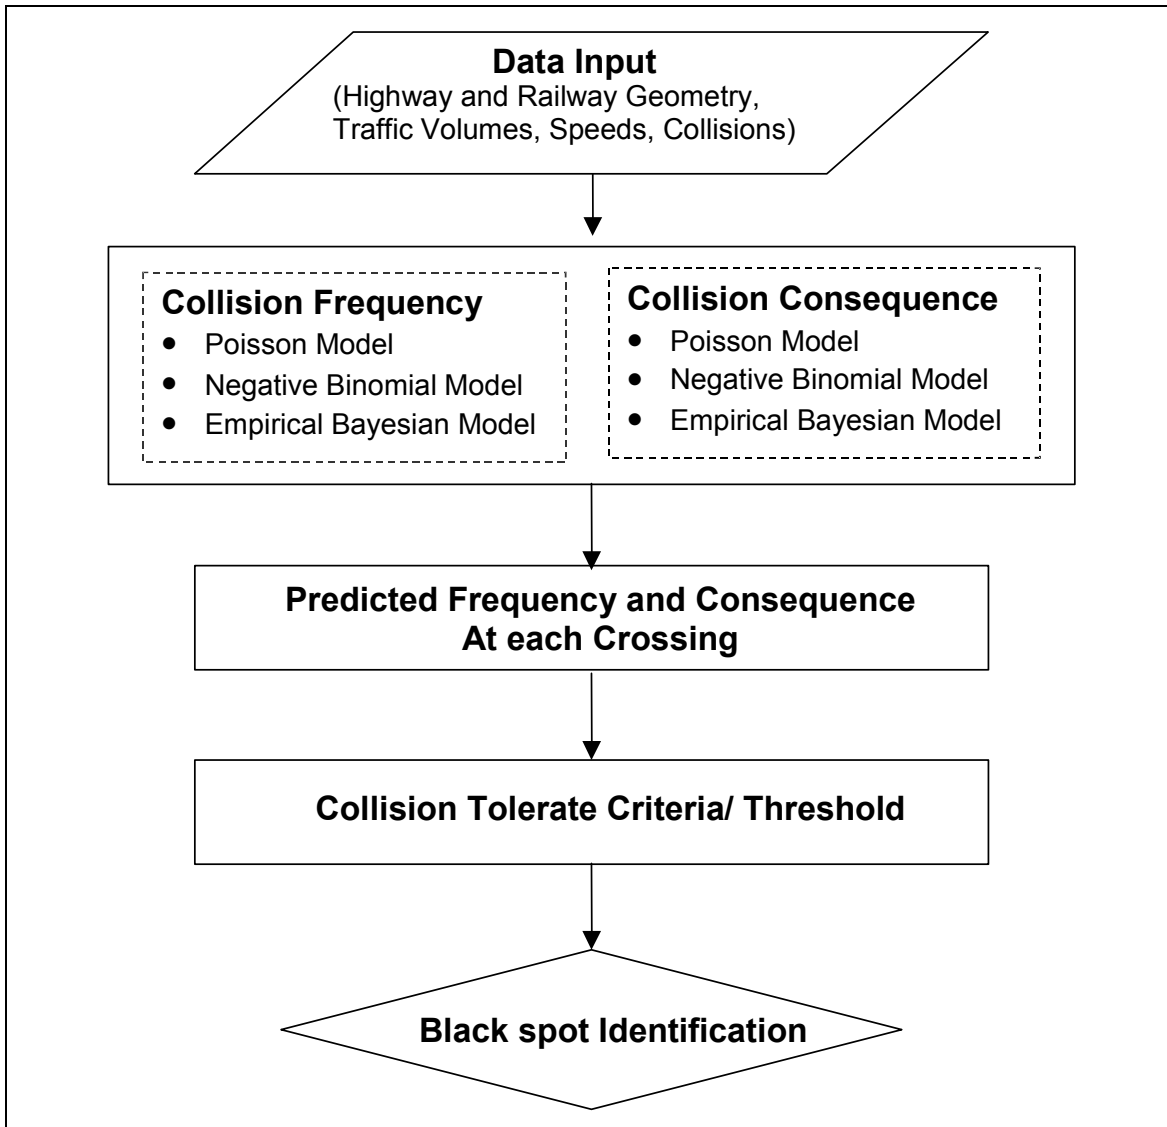 Data Input
(Highway and Railway Geometry,
Traffic Volumes, Speeds, Collisions)
Collision Frequency
• Poisson Model
• Negative Binomial Model
• Empirical Bayesian Model
Collision Consequence
• Poisson Model
• Negative Binomial Model
• Empirical Bayesian Model
Predicted Frequency and Consequence
At each Crossing
Collision Tolerate Criteria/ Threshold
Black spot Identification